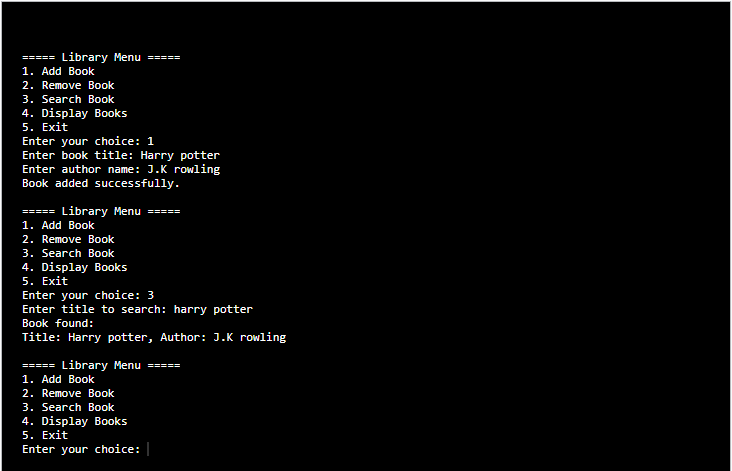 ===== Library Menu =====
1. Add Book
2. Remove Book
3. Search Book
4. Display Books
5. Exit
Enter your choice: 1
Enter book title: Harry potter
Enter author name: J.K rowling
Book added successfully.
===== Library Menu =====
1. Add Book
2. Remove Book
3. Search Book
4. Display Books
5. Exit
Enter your choice: 3
Enter title to search: harry potter
Book found:
Title: Harry potter, Author: J.K rowling
===== Library Menu =====
1. Add Book
2. Remove Book
3. Search Book
4. Display Books
5. Exit
Enter your choice: